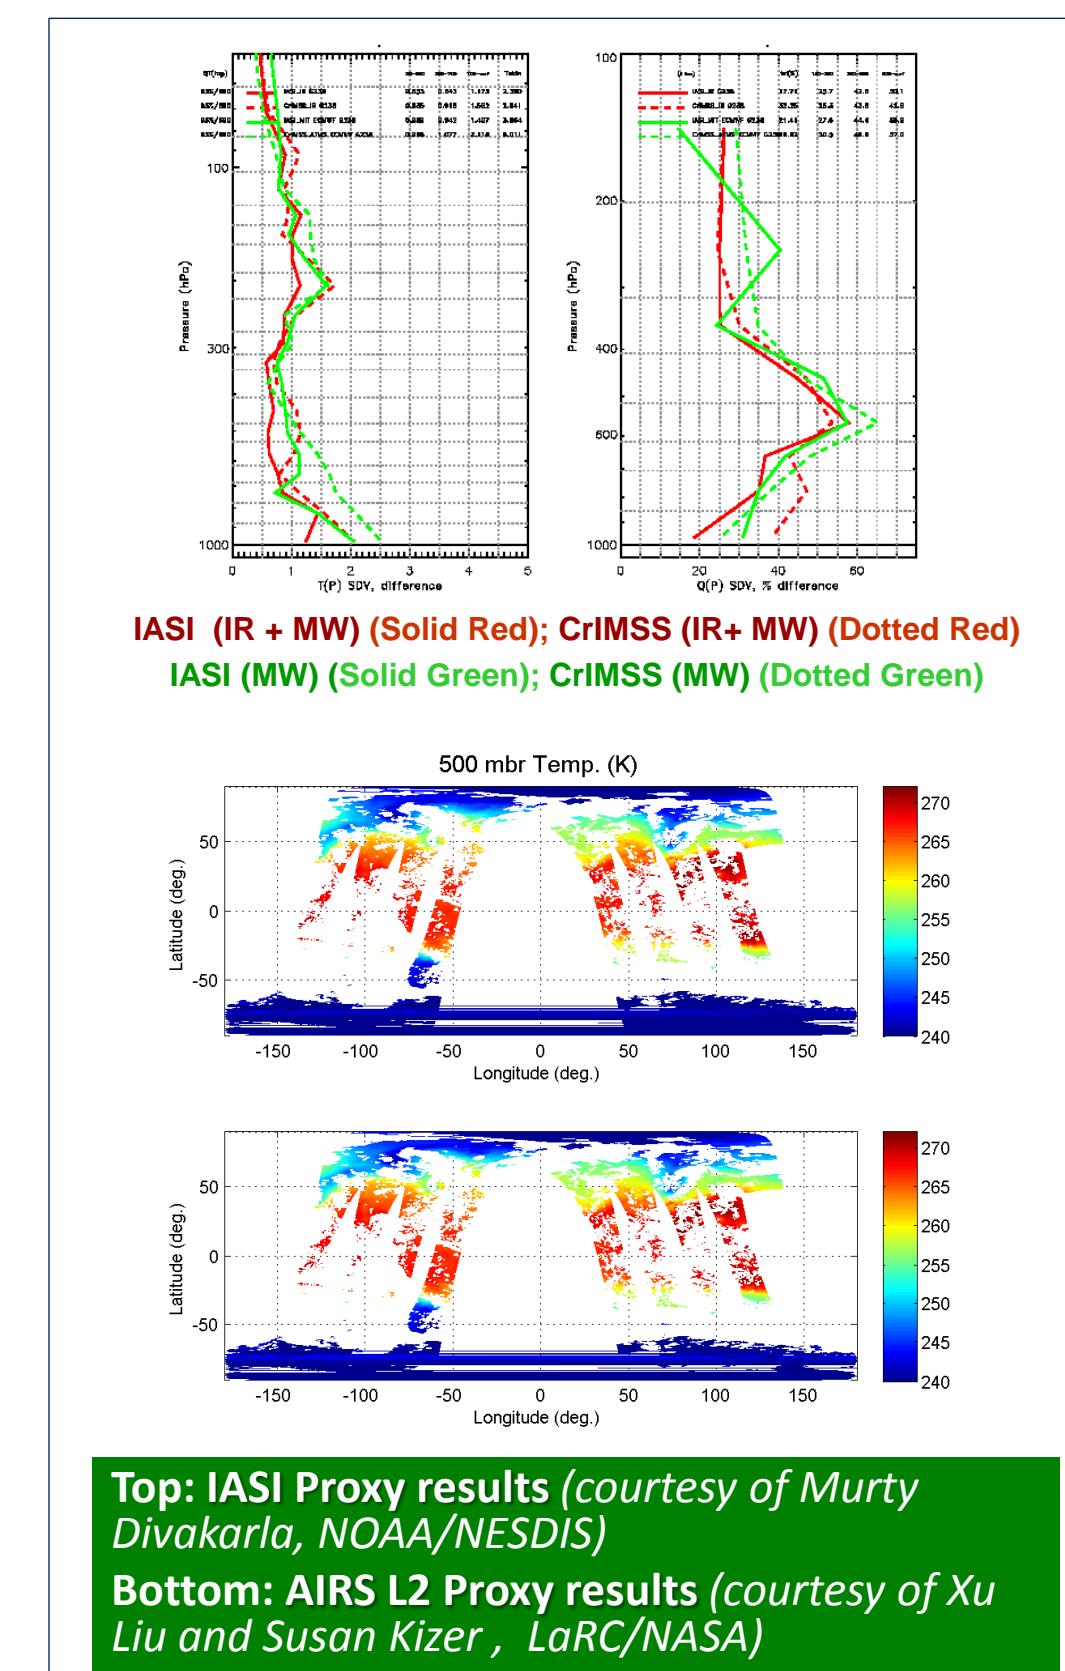 100
300
1000
Pressure (hPa)
0 1 2 3 4 5
T(P) SDV, difference
100
200
400
600
1000
Pressure (hPa)
0 20 40 60
Q(P) SDV, % difference
IASI (IR + MW) (Solid Red); CrIMSS (IR+ MW) (Dotted Red)
IASI (MW) (Solid Green); CrIMSS (MW) (Dotted Green)
500 mbr Temp. (K)
50
0
-50
Latitude (deg.)
-150 -100 -50 0 50 100 150
Longitude (deg.)
270
265
260
255
250
245
240
50
0
-50
Latitude (deg.)
-150 -100 -50 0 50 100 150
Longitude (deg.)
270
265
260
255
250
245
240
Top: IASI Proxy results (courtesy of Murty
Divakarla, NOAA/NESDIS)
Bottom: AIRS L2 Proxy results (courtesy of Xu
Liu and Susan Kizer , LaRC/NASA)